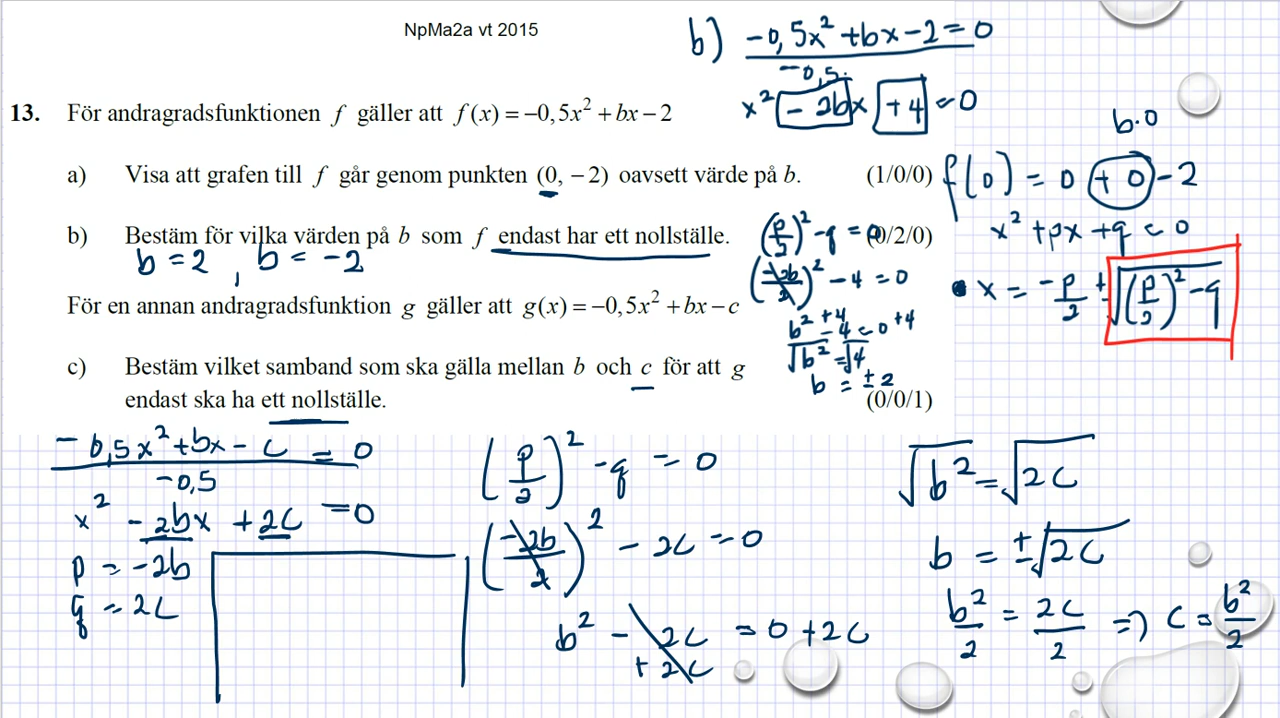 NpMa2a vt 2015
b) -0,5x² + bx - 2 = 0
-0,5
x² - 2bx + 4 = 0
13. För andragradsfunktionen f gäller att f(x) = −0,5x² + bx − 2
b·0
a) Visa att grafen till f går genom punkten (0, −2) oavsett värde på b. (1/0/0)
f(0) = 0 + 0 - 2
b) Bestäm för vilka värden på b som f endast har ett nollställe. (0/2/0)
b = 2 , b = -2
(p/2)² - q = 0
(-2b/2)² - 4 = 0
b² + 4 - 4 = 0 + 4
√b² = √4
b = ± 2
x² + px + q = 0
x = -p/2 ± √((p/2)² - q)
För en annan andragradsfunktion g gäller att g(x) = −0,5x² + bx − c
c) Bestäm vilket samband som ska gälla mellan b och c för att g
endast ska ha ett nollställe. (0/0/1)
- 0,5x² + bx - c = 0
-0,5
x² - 2bx + 2c = 0
p = -2b
q = 2c
(p/2)² - q = 0
(-2b/2)² - 2c = 0
b² - 2c = 0 + 2c
+ 2c
√b² = √2c
b = ±√2c
b²/2 = 2c/2 => c = b²/2